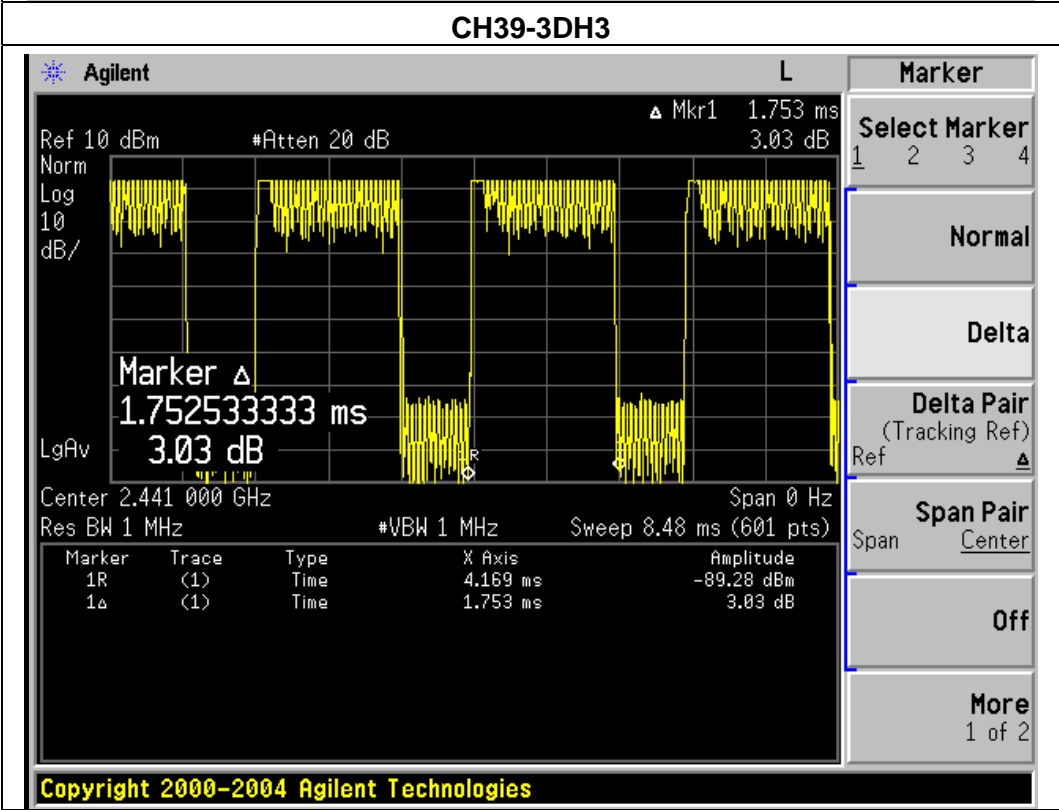 CH39-3DH3
Agilent L Marker
Δ Mkr1 1.753 ms
Ref 10 dBm #Atten 20 dB 3.03 dB
Norm
Log
10
dB/
Marker Δ
1.752533333 ms
3.03 dB
LgAv
R
Center 2.441 000 GHz Span 0 Hz
Res BW 1 MHz #VBW 1 MHz Sweep 8.48 ms (601 pts)
Marker Trace Type X Axis Amplitude
1R (1) Time 4.169 ms -89.28 dBm
1Δ (1) Time 1.753 ms 3.03 dB
Select Marker
1 2 3 4
Normal
Delta
Delta Pair
(Tracking Ref)
Ref Δ
Span Pair
Span Center
Off
More
1 of 2
Copyright 2000-2004 Agilent Technologies